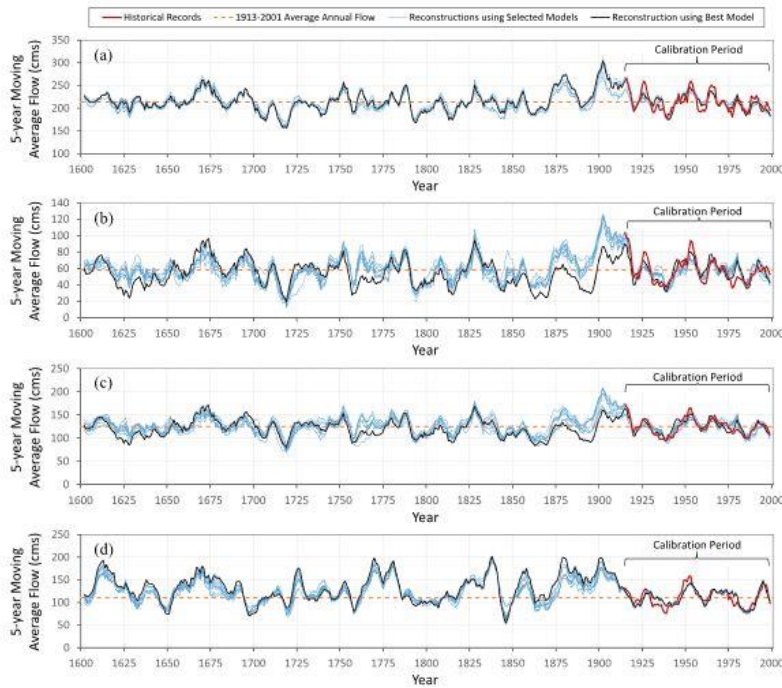 Historical Records 1913-2001 Average Annual Flow Reconstructions using Selected Models Reconstruction using Best Model
(a)
Calibration Period
5-year Moving
Average Flow (cms)
350
300
250
200
150
100
1600 1625 1650 1675 1700 1725 1750 1775 1800 1825 1850 1875 1900 1925 1950 1975 2000
Year
(b)
Calibration Period
5-year Moving
Average Flow (cms)
140
120
100
80
60
40
20
0
1600 1625 1650 1675 1700 1725 1750 1775 1800 1825 1850 1875 1900 1925 1950 1975 2000
Year
(c)
Calibration Period
5-year Moving
Average Flow (cms)
250
200
150
100
50
0
1600 1625 1650 1675 1700 1725 1750 1775 1800 1825 1850 1875 1900 1925 1950 1975 2000
Year
(d)
Calibration Period
5-year Moving
Average Flow (cms)
250
200
150
100
50
0
1600 1625 1650 1675 1700 1725 1750 1775 1800 1825 1850 1875 1900 1925 1950 1975 2000
Year